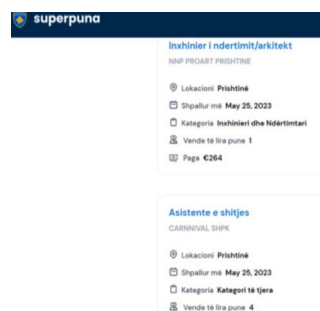 superpuna
Inxhinier i ndertimit/arkitekt
NNP PROART PRISHTINE
Lokacioni Prishtinë
Shpallur më May 25, 2023
Kategoria Inxhinieri dhe Ndërtimtari
Vende të lira pune 1
Paga €264
Asistente e shitjes
CARNNIVAL SHPK
Lokacioni Prishtinë
Shpallur më May 25, 2023
Kategoria Kategori të tjera
Vende të lira pune 4